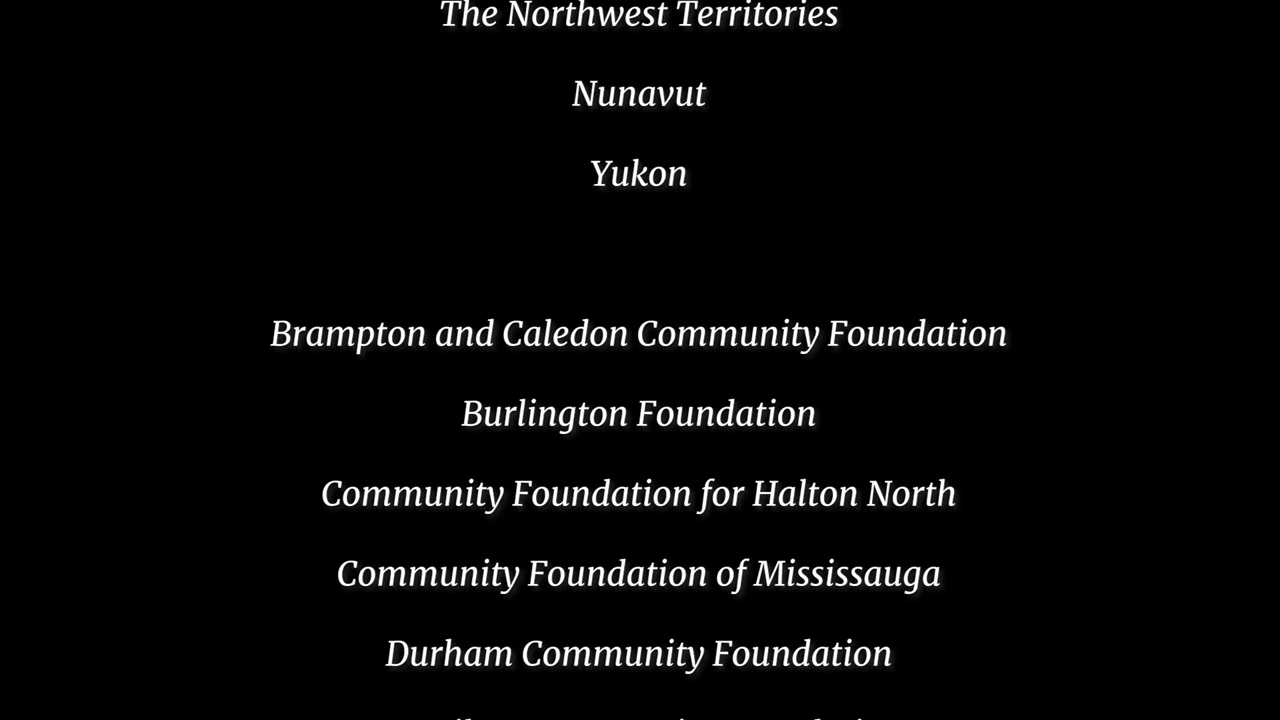 The Northwest Territories
Nunavut
Yukon
Brampton and Caledon Community Foundation
Burlington Foundation
Community Foundation for Halton North
Community Foundation of Mississauga
Durham Community Foundation